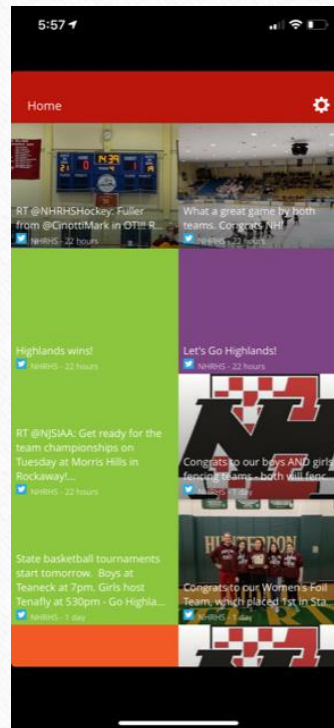 5:57
Home
RT @NHRHSHockey: Fuller
from @CinottiMark in OT!!! R...
NHRHS - 22 hours
What a great game by both
teams. Congrats NH!
NHRHS - 22 hours
Highlands wins!
NHRHS - 22 hours
Let's Go Highlands!
NHRHS - 22 hours
RT @NJSIAA: Get ready for the
team championships on
Tuesday at Morris Hills in
Rockaway!...
NHRHS - 22 hours
Congrats to our boys AND girls
fencing teams - both will fenc...
NHRHS - 1 day
State basketball tournaments
start tomorrow. Boys at
Teaneck at 7pm. Girls host
Tenafly at 530pm - Go Highla...
NHRHS - 1 day
Congrats to our Women's Foil
Team, which placed 1st in Sta...
NHRHS - 1 day